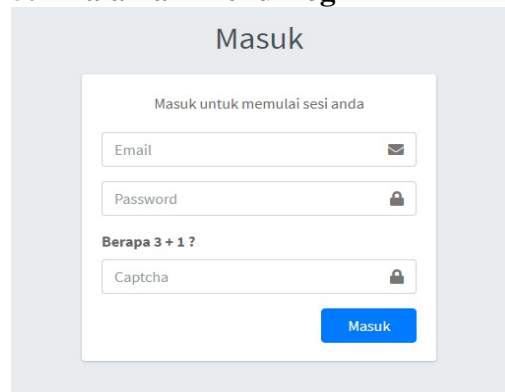 Masuk
Masuk untuk memulai sesi anda
Email
Password
Berapa 3 + 1 ?
Captcha
Masuk